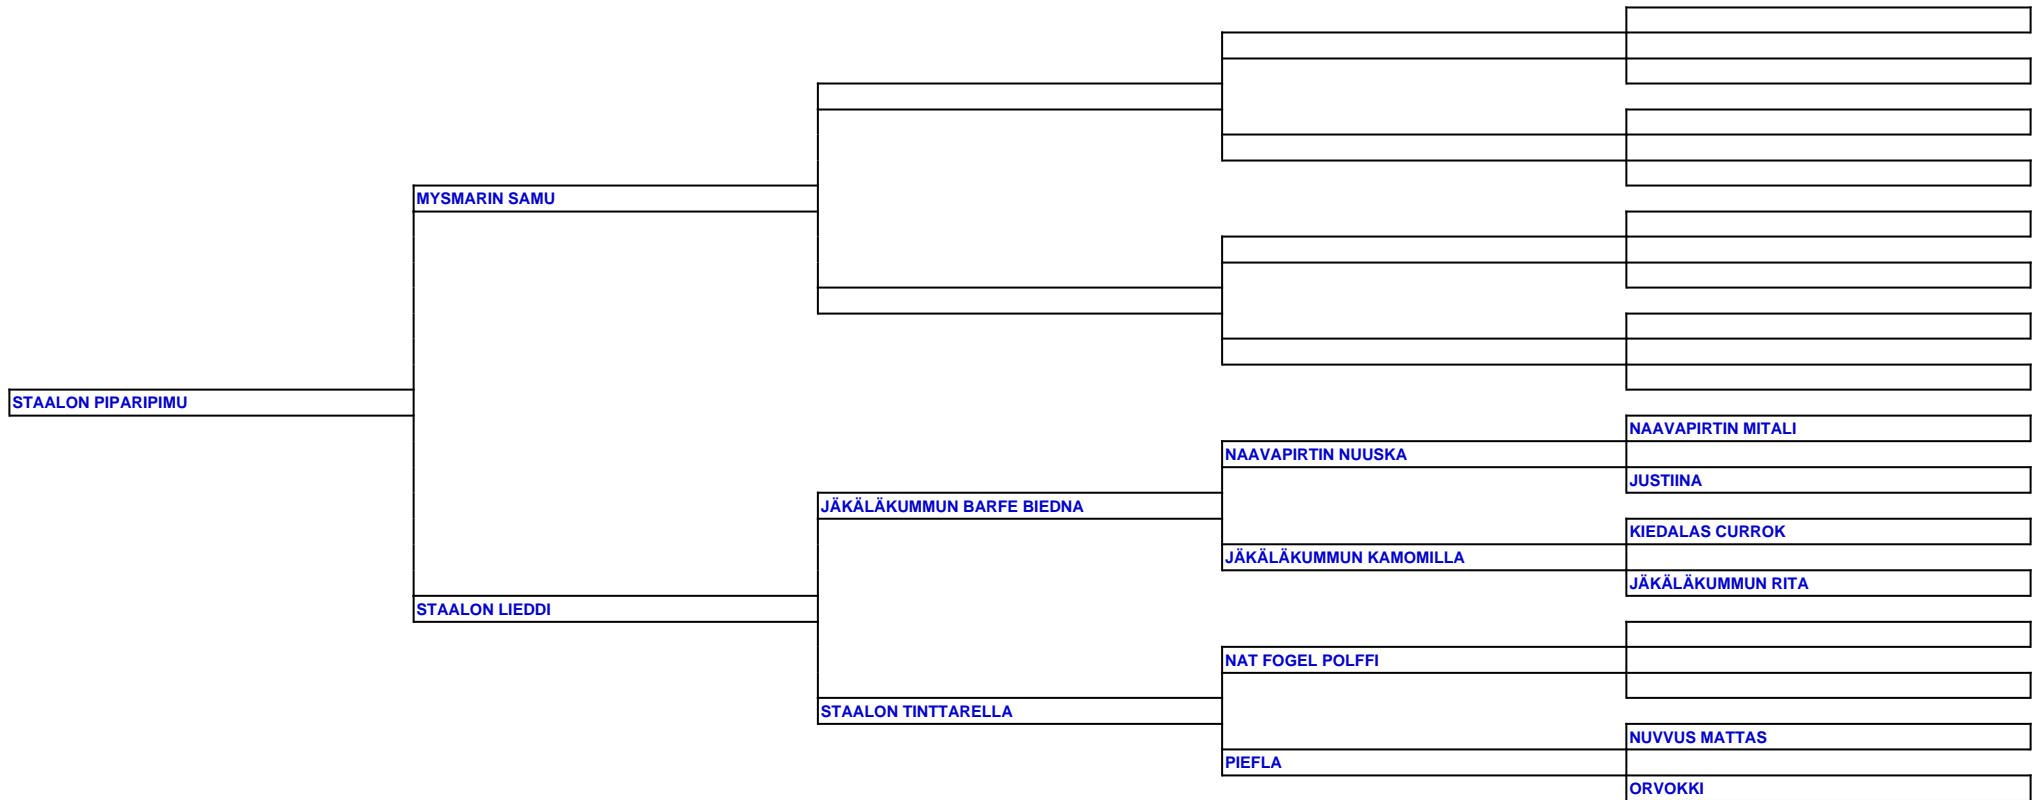 MYSMARIN SAMU
STAALON PIPARIPIMU
NAAVAPIRTIN MITALI
NAAVAPIRTIN NUUSKA
JUSTIINA
JÄKÄLÄKUMMUN BARFE BIEDNA
KIEDALAS CURROK
JÄKÄLÄKUMMUN KAMOMILLA
JÄKÄLÄKUMMUN RITA
STAALON LIEDDI
NAT FOGEL POLFFI
STAALON TINTTARELLA
NUVVUS MATTAS
PIEFLA
ORVOKKI